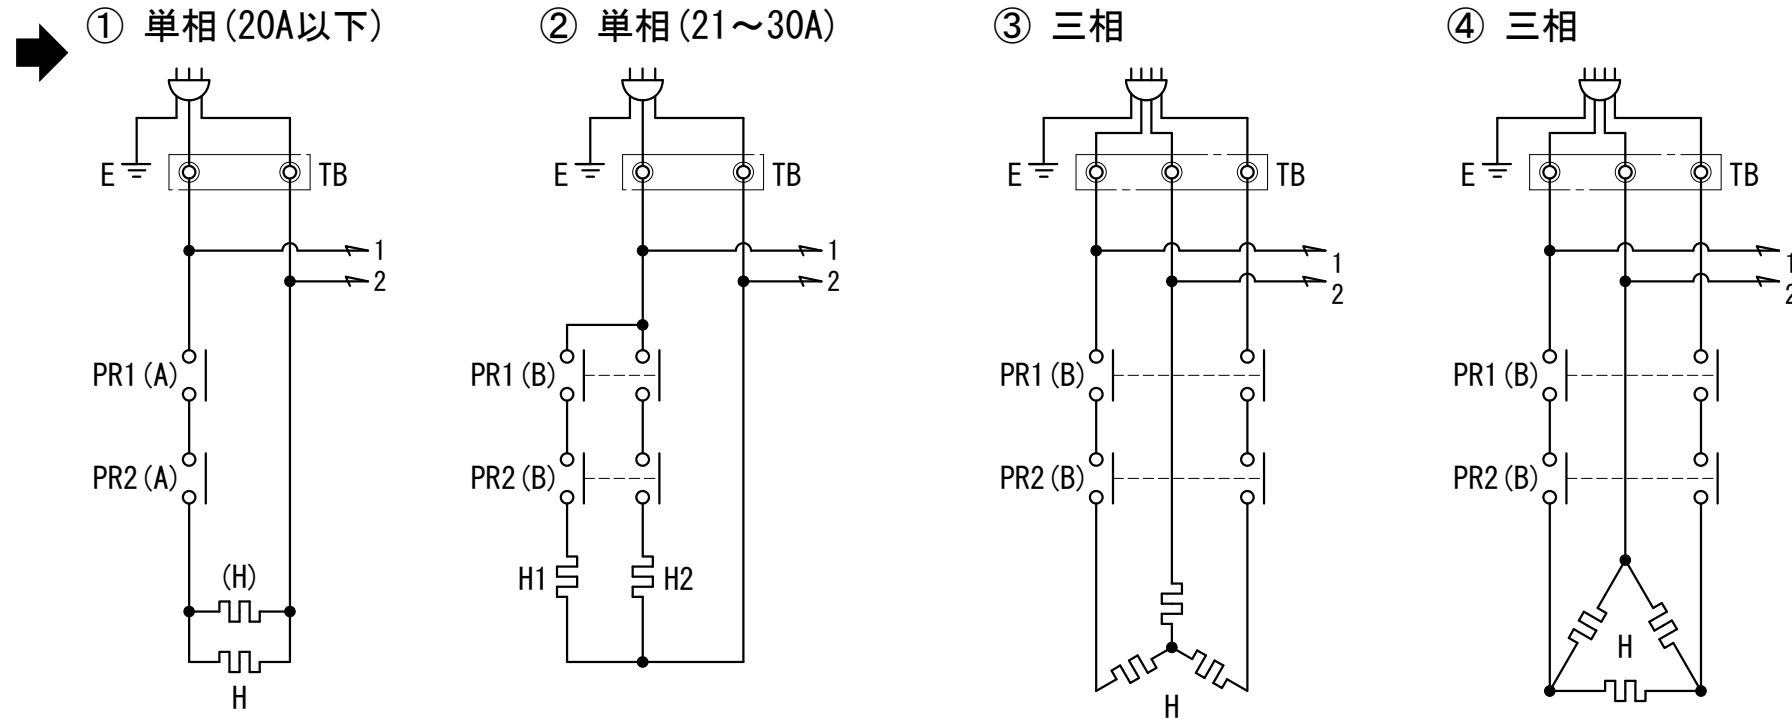 ① 単相(20A以下)
E
TB
1
2
PR1(A)
PR2(A)
(H)
H
② 単相(21～30A)
E
TB
1
2
PR1(B)
PR2(B)
H1
H2
③ 三相
E
TB
1
2
PR1(B)
PR2(B)
H
④ 三相
E
TB
1
2
PR1(B)
PR2(B)
H